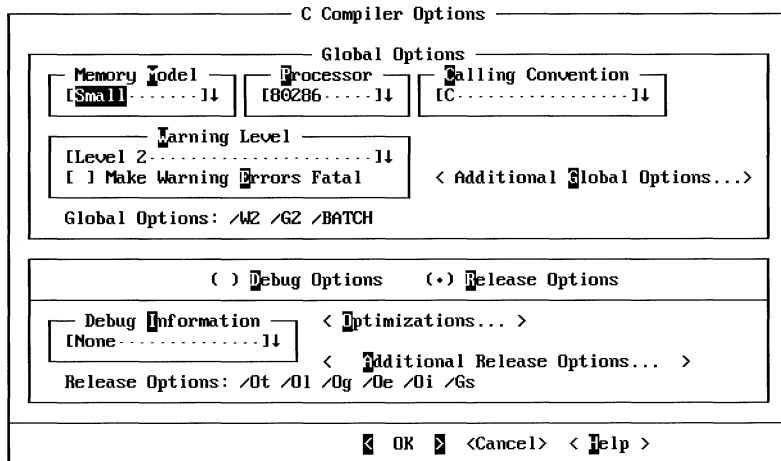 C Compiler Options
Global Options
Memory Model Processor Calling Convention
[Small·······]↓ [80286·····]↓ [C·················]↓
Warning Level
[Level 2······················]↓
[ ] Make Warning Errors Fatal < Additional Global Options...>
Global Options: /W2 /G2 /BATCH
( ) Debug Options (•) Release Options
Debug Information < Optimizations... >
[None··············]↓
< Additional Release Options... >
Release Options: /Ot /Ol /Og /Oe /Oi /Gs
< OK > <Cancel> < Help >